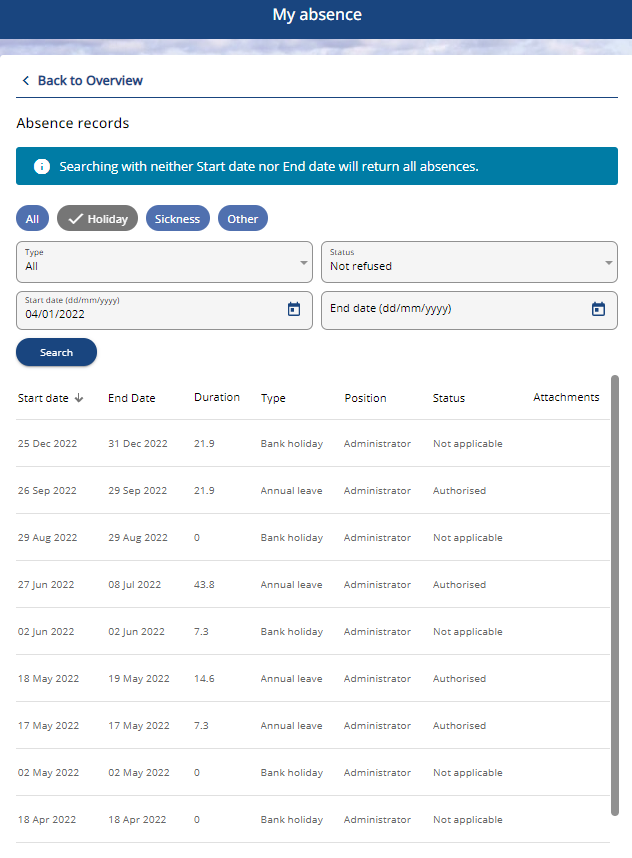 My absence
Back to Overview
Absence records
Searching with neither Start date nor End date will return all absences.
All Holiday Sickness Other
Type Status
All Not refused
Start date (dd/mm/yyyy)
04/01/2022 End date (dd/mm/yyyy)
Search
Start date End Date Duration Type Position Status Attachments
25 Dec 2022 31 Dec 2022 21.9 Bank holiday Administrator Not applicable
26 Sep 2022 29 Sep 2022 21.9 Annual leave Administrator Authorised
29 Aug 2022 29 Aug 2022 0 Bank holiday Administrator Not applicable
27 Jun 2022 08 Jul 2022 43.8 Annual leave Administrator Authorised
02 Jun 2022 02 Jun 2022 7.3 Bank holiday Administrator Not applicable
18 May 2022 19 May 2022 14.6 Annual leave Administrator Authorised
17 May 2022 17 May 2022 7.3 Annual leave Administrator Authorised
02 May 2022 02 May 2022 0 Bank holiday Administrator Not applicable
18 Apr 2022 18 Apr 2022 0 Bank holiday Administrator Not applicable